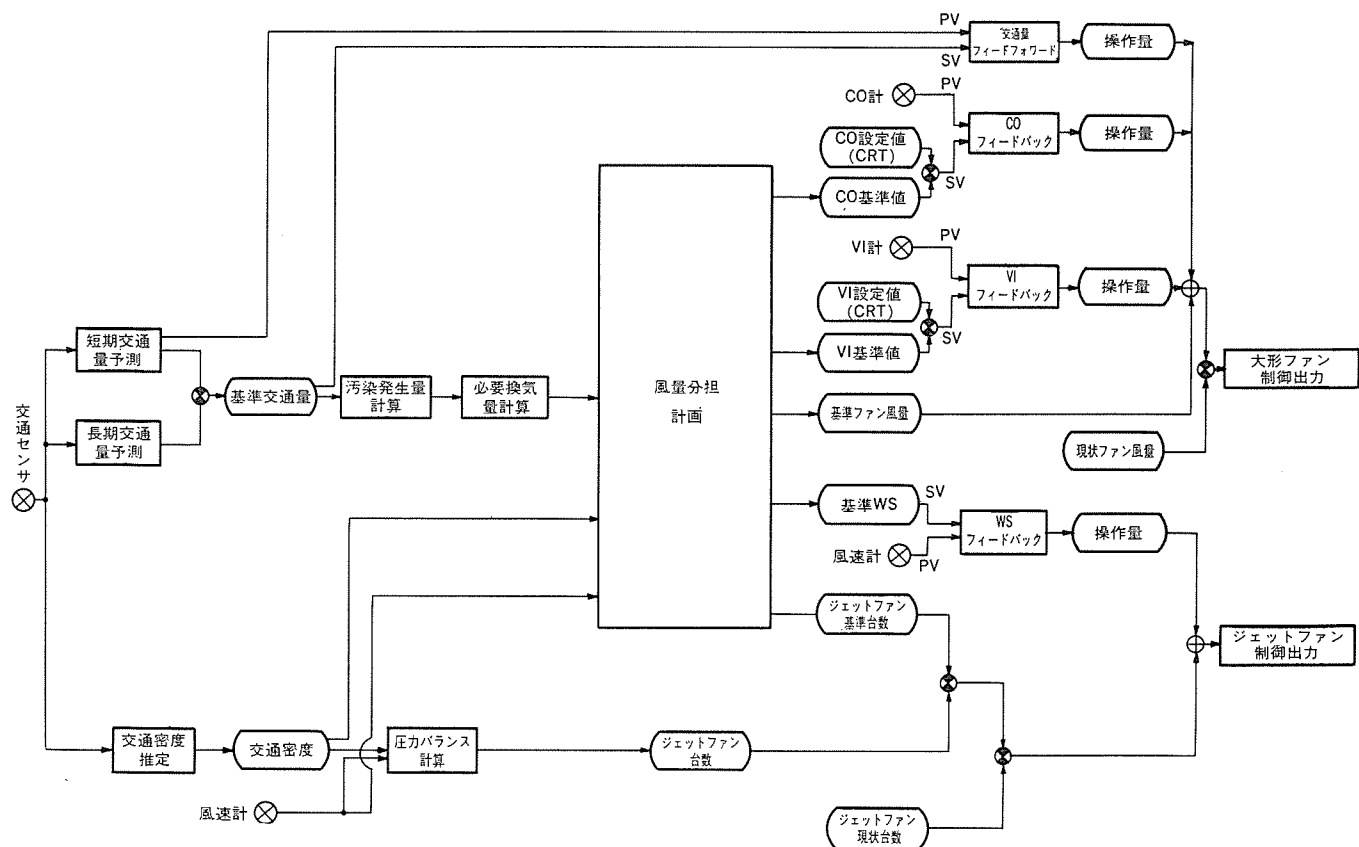 PV
交通量
フィードフォワード
操作量
SV
PV
CO計
CO
フィードバック
操作量
CO設定値
(CRT)
SV
CO基準値
PV
VI計
VI
フィードバック
操作量
VI設定値
(CRT)
SV
VI基準値
短期交通
量予測
長期交通
量予測
基準交通量
汚染発生量
計算
必要換気
量計算
風量分担
計画
大形ファン
制御出力
基準ファン風量
現状ファン風量
交通センサ
基準WS
SV
WS
フィードバック
操作量
風速計
PV
ジェットファン
基準台数
ジェットファン
制御出力
交通密度
推定
交通密度
圧力バランス
計算
ジェットファン
台数
風速計
ジェットファン
現状台数